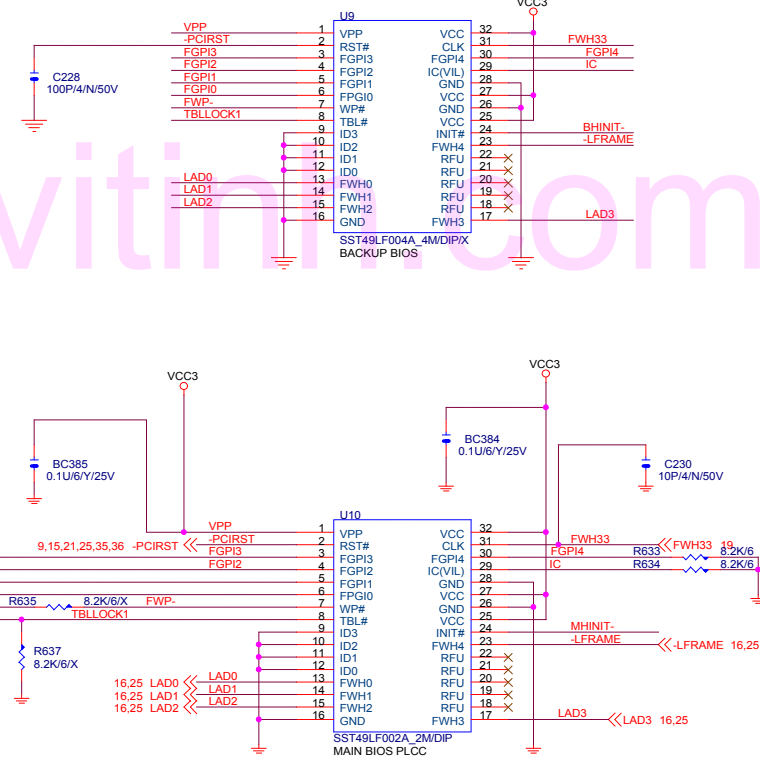 VCC3
U9
VPP 1 VPP VCC 32
-PCIRST 2 RST# CLK 31 FWH33
FGPI3 3 FGPI3 FGPI4 30 FGPI4
FGPI2 4 FGPI2 IC(VIL) 29 IC
FGPI1 5 FGPI1 GND 28
FGPI0 6 FPGI0 VCC 27
FWP- 7 WP# GND 26
TBLLOCK1 8 TBL# VCC 25
9 ID3 INIT# 24 BHINIT-
10 ID2 FWH4 23 -LFRAME
11 ID1 RFU 22
12 ID0 RFU 21
LAD0 13 FWH0 RFU 20
LAD1 14 FWH1 RFU 19
LAD2 15 FWH2 RFU 18
16 GND FWH3 17 LAD3
C228
100P/4/N/50V
SST49LF004A_4M/DIP/X
BACKUP BIOS
vitinh.com
VCC3
VCC3
BC385
0.1U/6/Y/25V
BC384
0.1U/6/Y/25V
C230
10P/4/N/50V
U10
VPP 1 VPP VCC 32
9,15,21,25,35,36 -PCIRST -PCIRST 2 RST# CLK 31 FWH33 FWH33 19
FGPI3 3 FGPI3 FGPI4 30 FGPI4 R633 8.2K/6
FGPI2 4 FGPI2 IC(VIL) 29 IC R634 8.2K/6
5 FGPI1 GND 28
6 FPGI0 VCC 27
R635 8.2K/6/X FWP- 7 WP# GND 26
TBLLOCK1 8 TBL# VCC 25
9 ID3 INIT# 24 MHINIT-
10 ID2 FWH4 23 -LFRAME -LFRAME 16,25
11 ID1 RFU 22
12 ID0 RFU 21
16,25 LAD0 LAD0 13 FWH0 RFU 20
16,25 LAD1 LAD1 14 FWH1 RFU 19
16,25 LAD2 LAD2 15 FWH2 RFU 18
16 GND FWH3 17 LAD3 LAD3 16,25
R637
8.2K/6/X
SST49LF002A_2M/DIP
MAIN BIOS PLCC